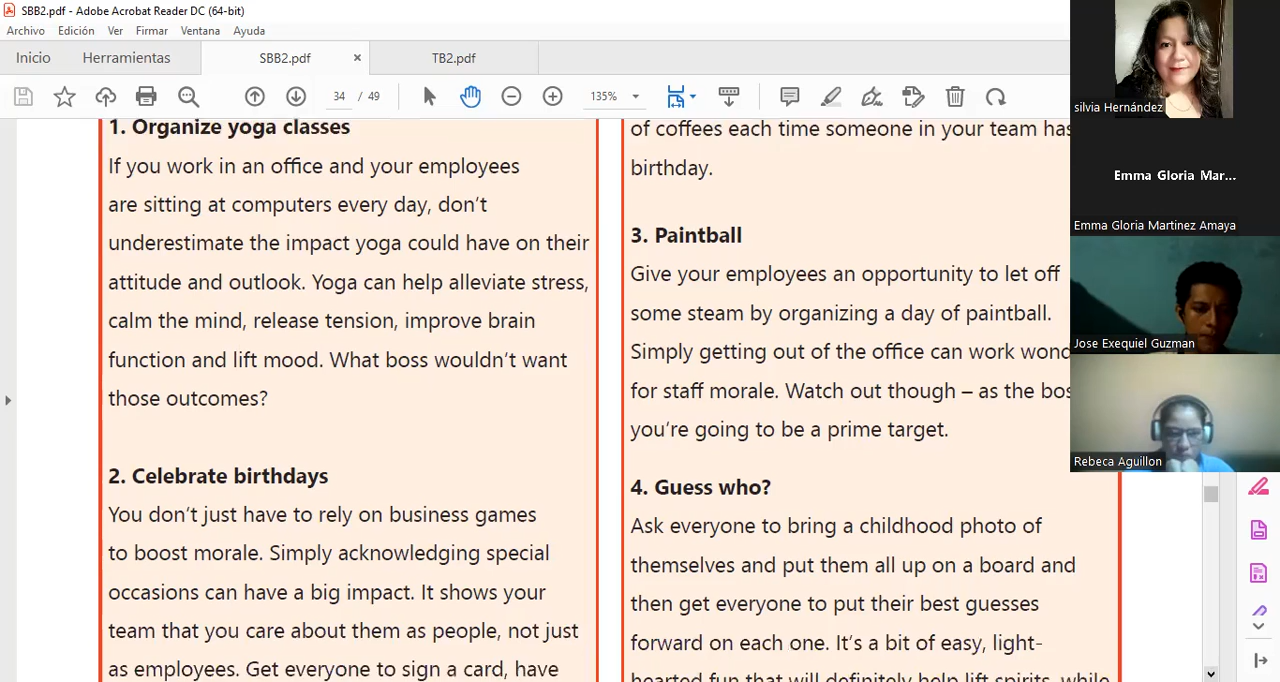 SBB2.pdf - Adobe Acrobat Reader DC (64-bit)
Archivo Edición Ver Firmar Ventana Ayuda
Inicio Herramientas SBB2.pdf × TB2.pdf
34 / 49 135%
1. Organize yoga classes
If you work in an office and your employees
are sitting at computers every day, don't
underestimate the impact yoga could have on their
attitude and outlook. Yoga can help alleviate stress,
calm the mind, release tension, improve brain
function and lift mood. What boss wouldn't want
those outcomes?
2. Celebrate birthdays
You don't just have to rely on business games
to boost morale. Simply acknowledging special
occasions can have a big impact. It shows your
team that you care about them as people, not just
as employees. Get everyone to sign a card, have
of coffees each time someone in your team has
birthday.
3. Paintball
Give your employees an opportunity to let off
some steam by organizing a day of paintball.
Simply getting out of the office can work wond
for staff morale. Watch out though – as the bos
you're going to be a prime target.
4. Guess who?
Ask everyone to bring a childhood photo of
themselves and put them all up on a board and
then get everyone to put their best guesses
forward on each one. It's a bit of easy, light-
hearted fun that will definitely help lift spirits, while
silvia Hernández
Emma Gloria Mar...
Emma Gloria Martinez Amaya
Jose Exequiel Guzman
Rebeca Aguillon